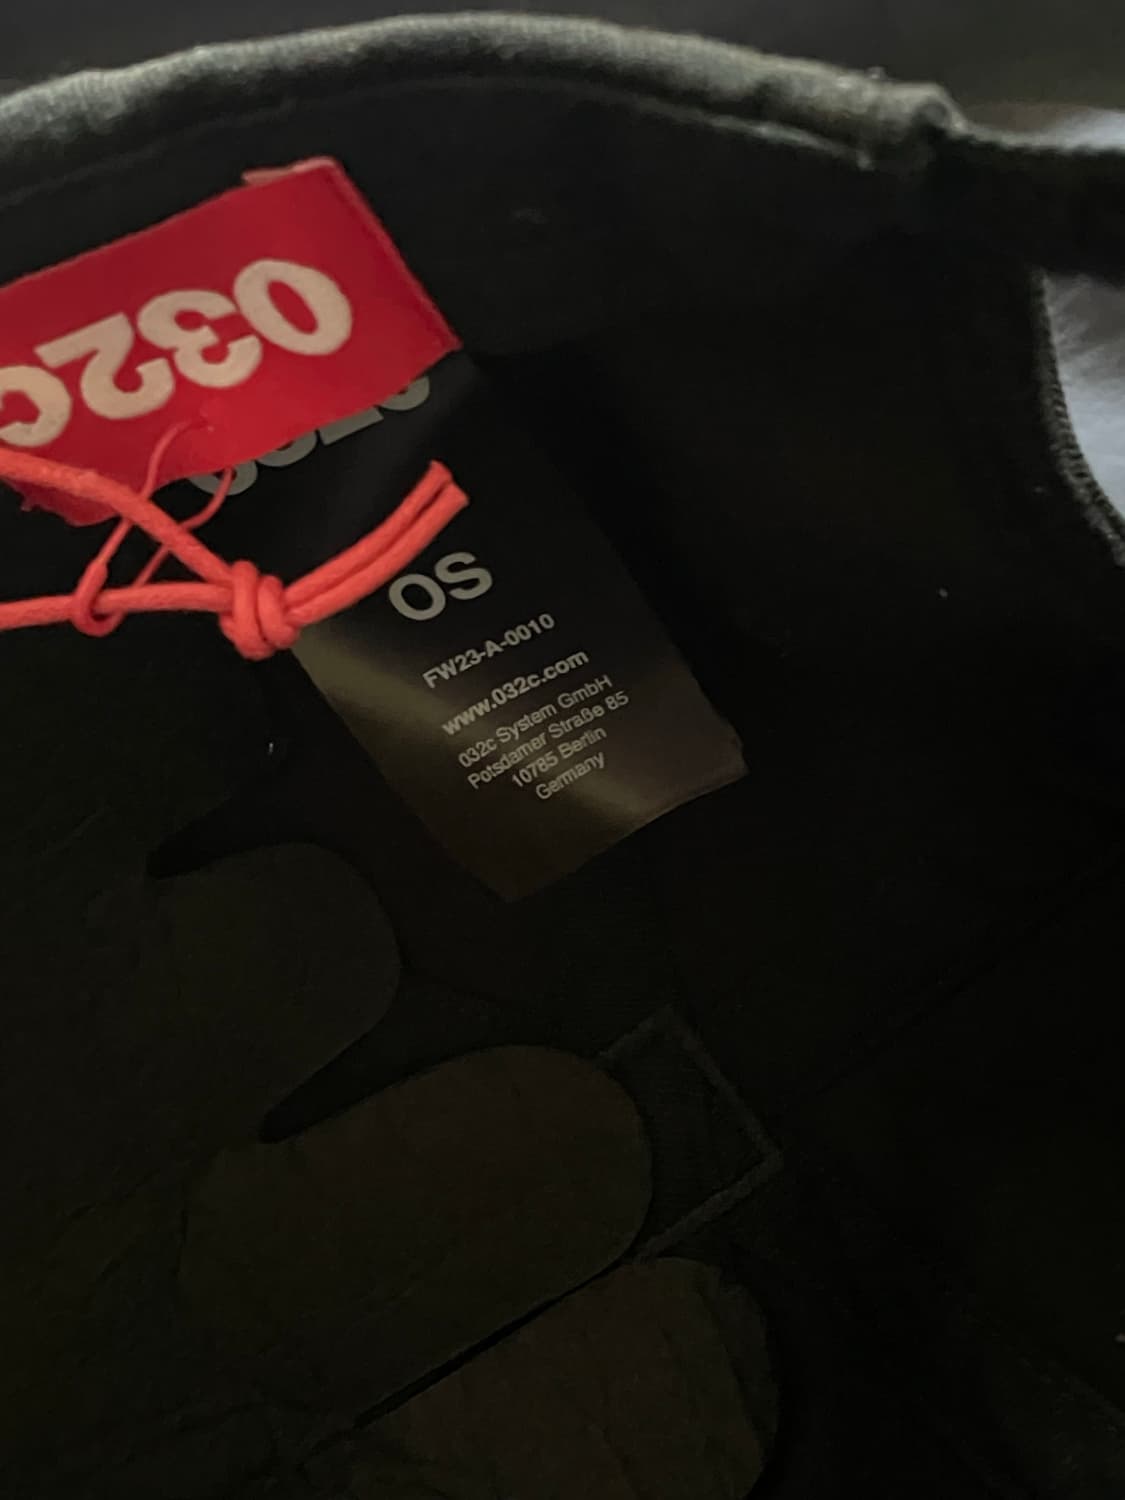 032c
OS
FW23-A-0010
www.032c.com
032c System GmbH
Potsdamer Straße 85
10785 Berlin
Germany